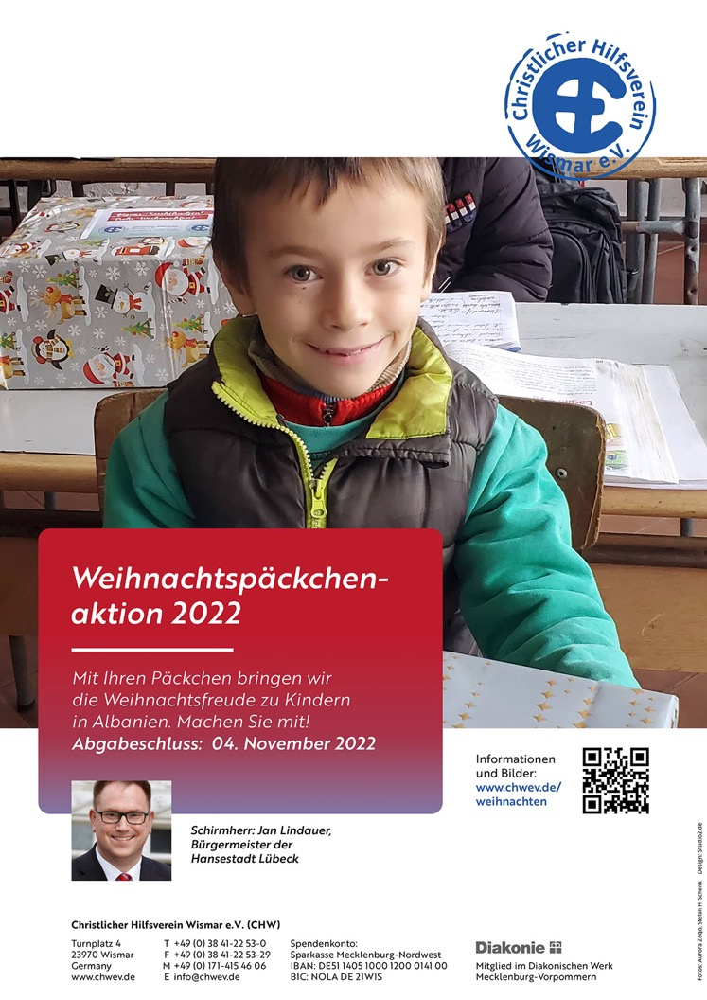 Christlicher Hilfsverein
Wismar e.V.
Weihnachtspäckchen-
aktion 2022
Mit Ihren Päckchen bringen wir
die Weihnachtsfreude zu Kindern
in Albanien. Machen Sie mit!
Abgabeschluss: 04. November 2022
Informationen
und Bilder:
www.chwev.de/
weihnachten
Schirmherr: Jan Lindauer,
Bürgermeister der
Hansestadt Lübeck
Christlicher Hilfsverein Wismar e.V. (CHW)
Turnplatz 4
23970 Wismar
Germany
www.chwev.de
T +49 (0) 38 41-22 53-0
F +49 (0) 38 41-22 53-29
M +49 (0) 171-415 46 06
E info@chwev.de
Spendenkonto:
Sparkasse Mecklenburg-Nordwest
IBAN: DE51 1405 1000 1200 0141 00
BIC: NOLA DE 21WIS
Diakonie
Mitglied im Diakonischen Werk
Mecklenburg-Vorpommern
Fotos: Aurora Zeqo, Stefan H. Schenk Design: Studio2.de